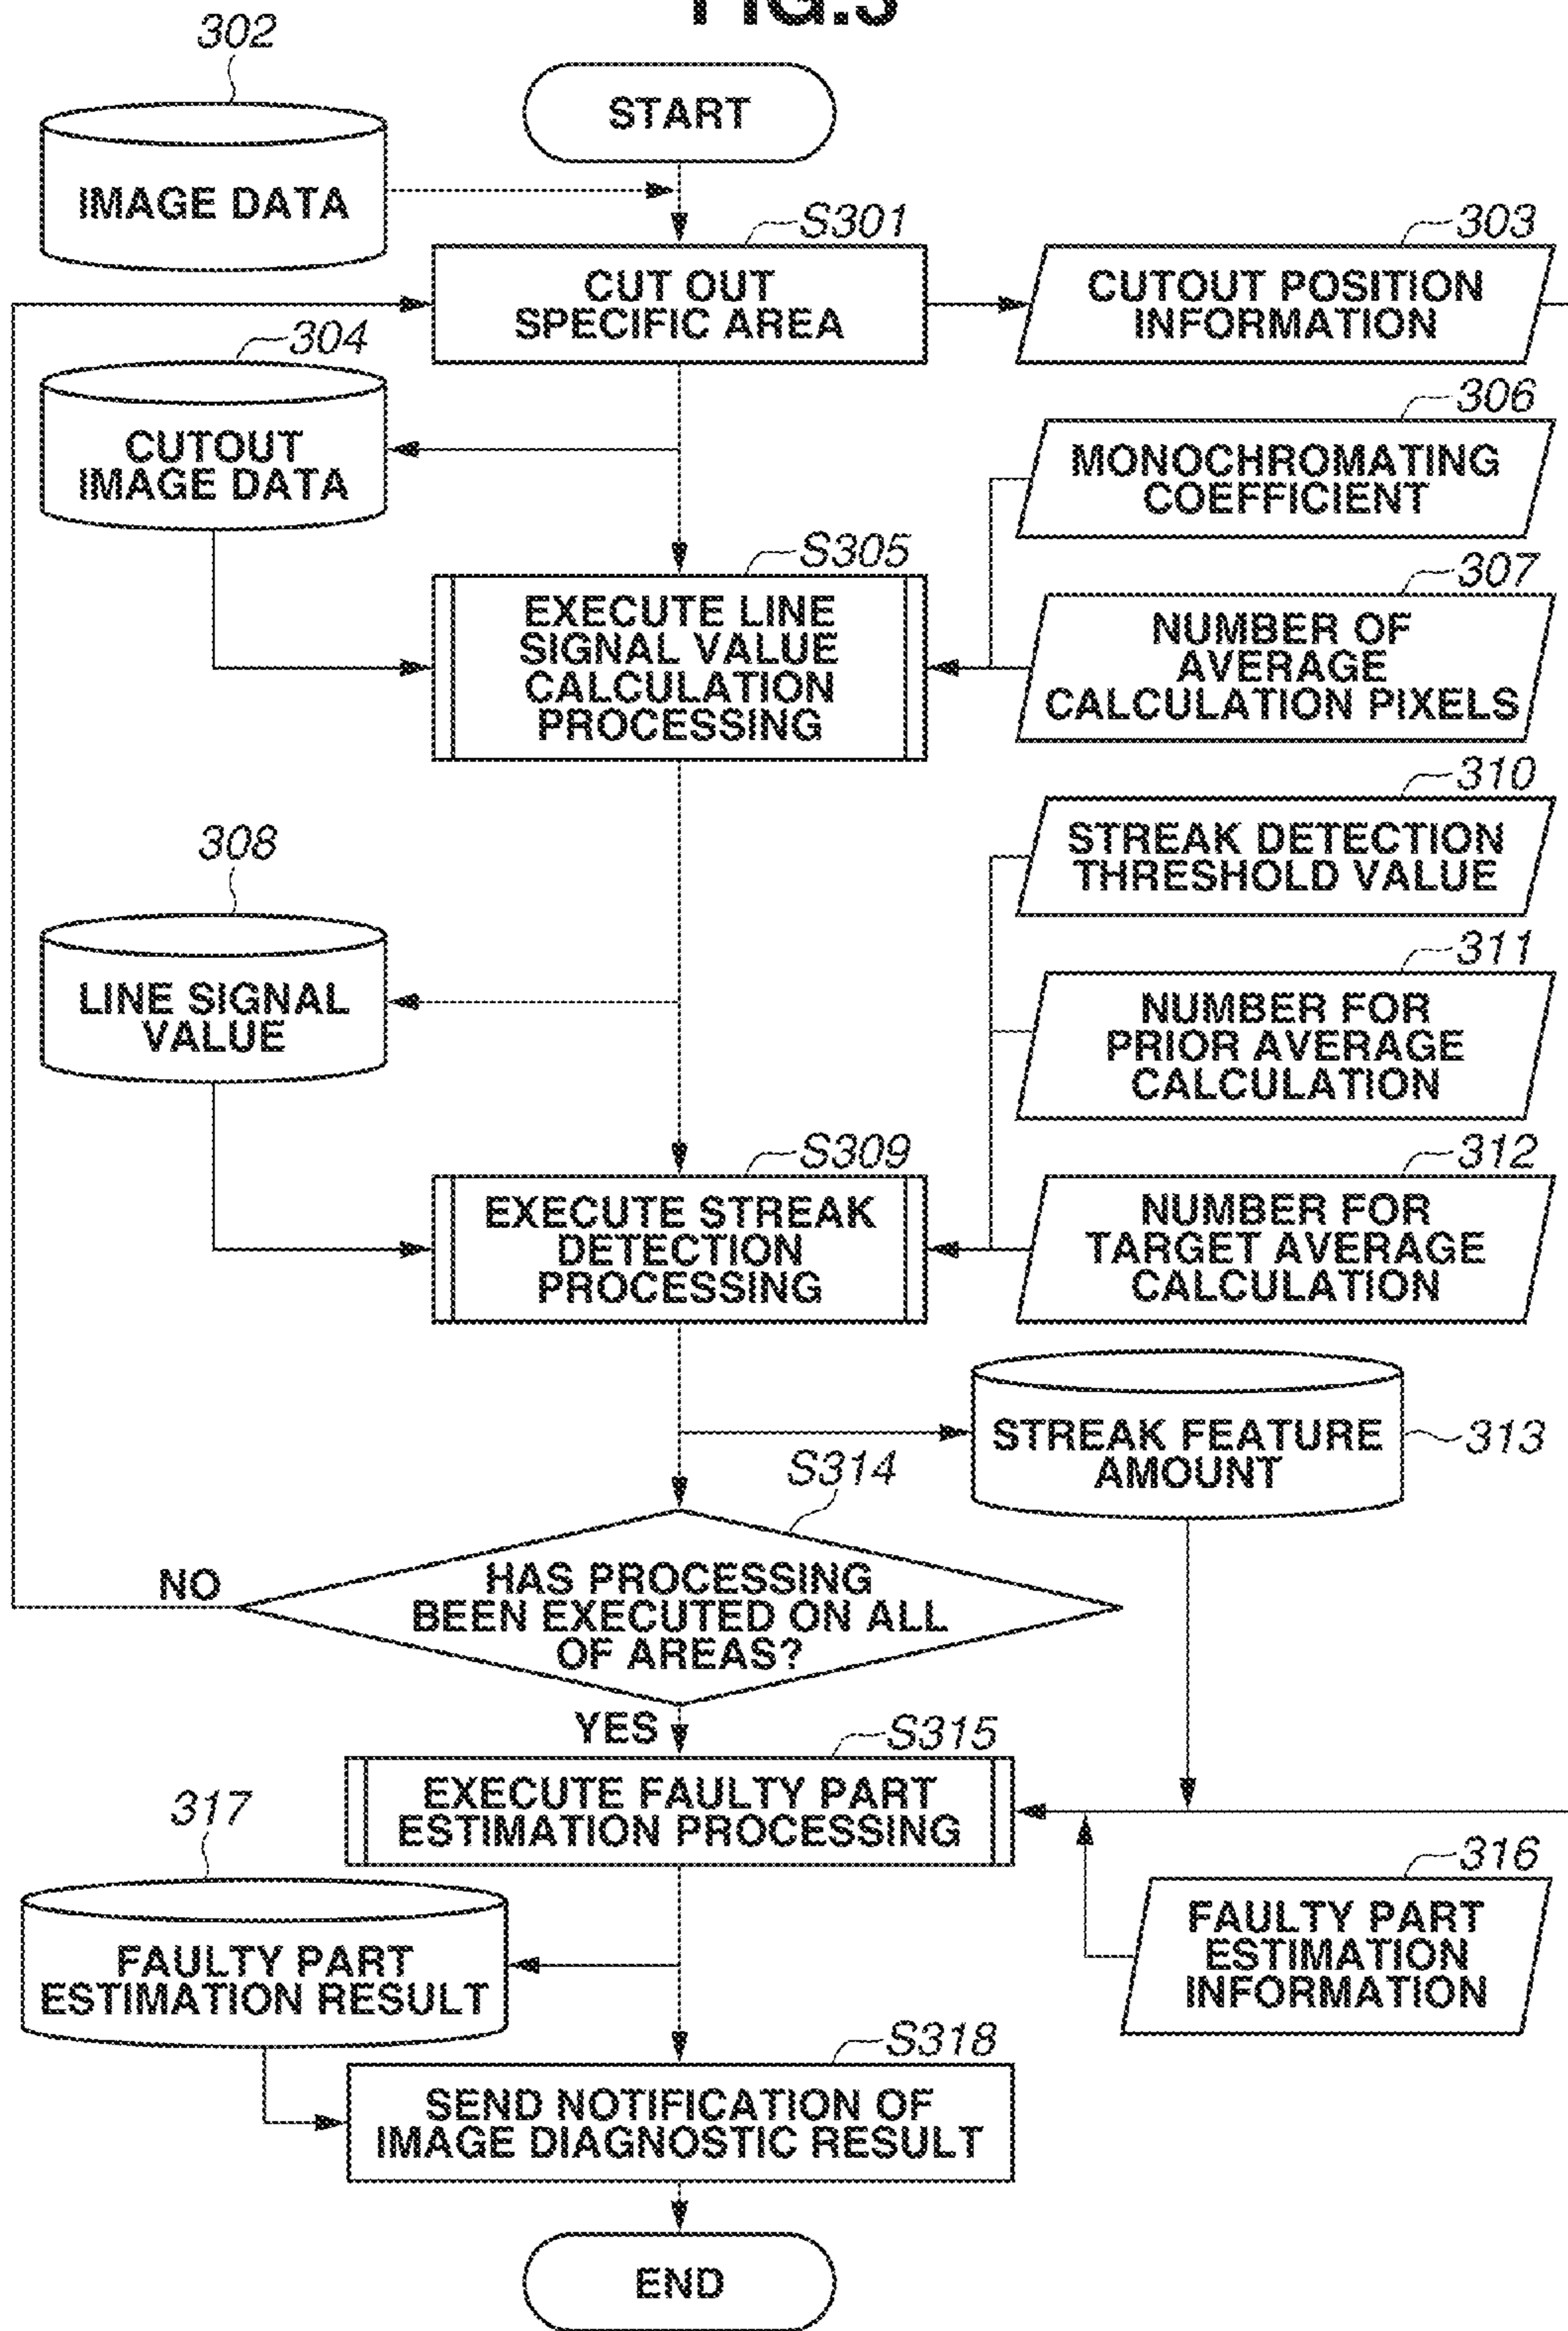 FIG.3
302
START
IMAGE DATA
S301
303
CUT OUT
SPECIFIC AREA
CUTOUT POSITION
INFORMATION
304
306
CUTOUT
IMAGE DATA
MONOCHROMATING
COEFFICIENT
S305
307
EXECUTE LINE
SIGNAL VALUE
CALCULATION
PROCESSING
NUMBER OF
AVERAGE
CALCULATION PIXELS
310
STREAK DETECTION
THRESHOLD VALUE
308
311
LINE SIGNAL
VALUE
NUMBER FOR
PRIOR AVERAGE
CALCULATION
S309
312
EXECUTE STREAK
DETECTION
PROCESSING
NUMBER FOR
TARGET AVERAGE
CALCULATION
STREAK FEATURE
AMOUNT
313
S314
NO
HAS PROCESSING
BEEN EXECUTED ON ALL
OF AREAS?
YES
S315
EXECUTE FAULTY PART
ESTIMATION PROCESSING
317
316
FAULTY PART
ESTIMATION RESULT
FAULTY PART
ESTIMATION
INFORMATION
S318
SEND NOTIFICATION OF
IMAGE DIAGNOSTIC RESULT
END